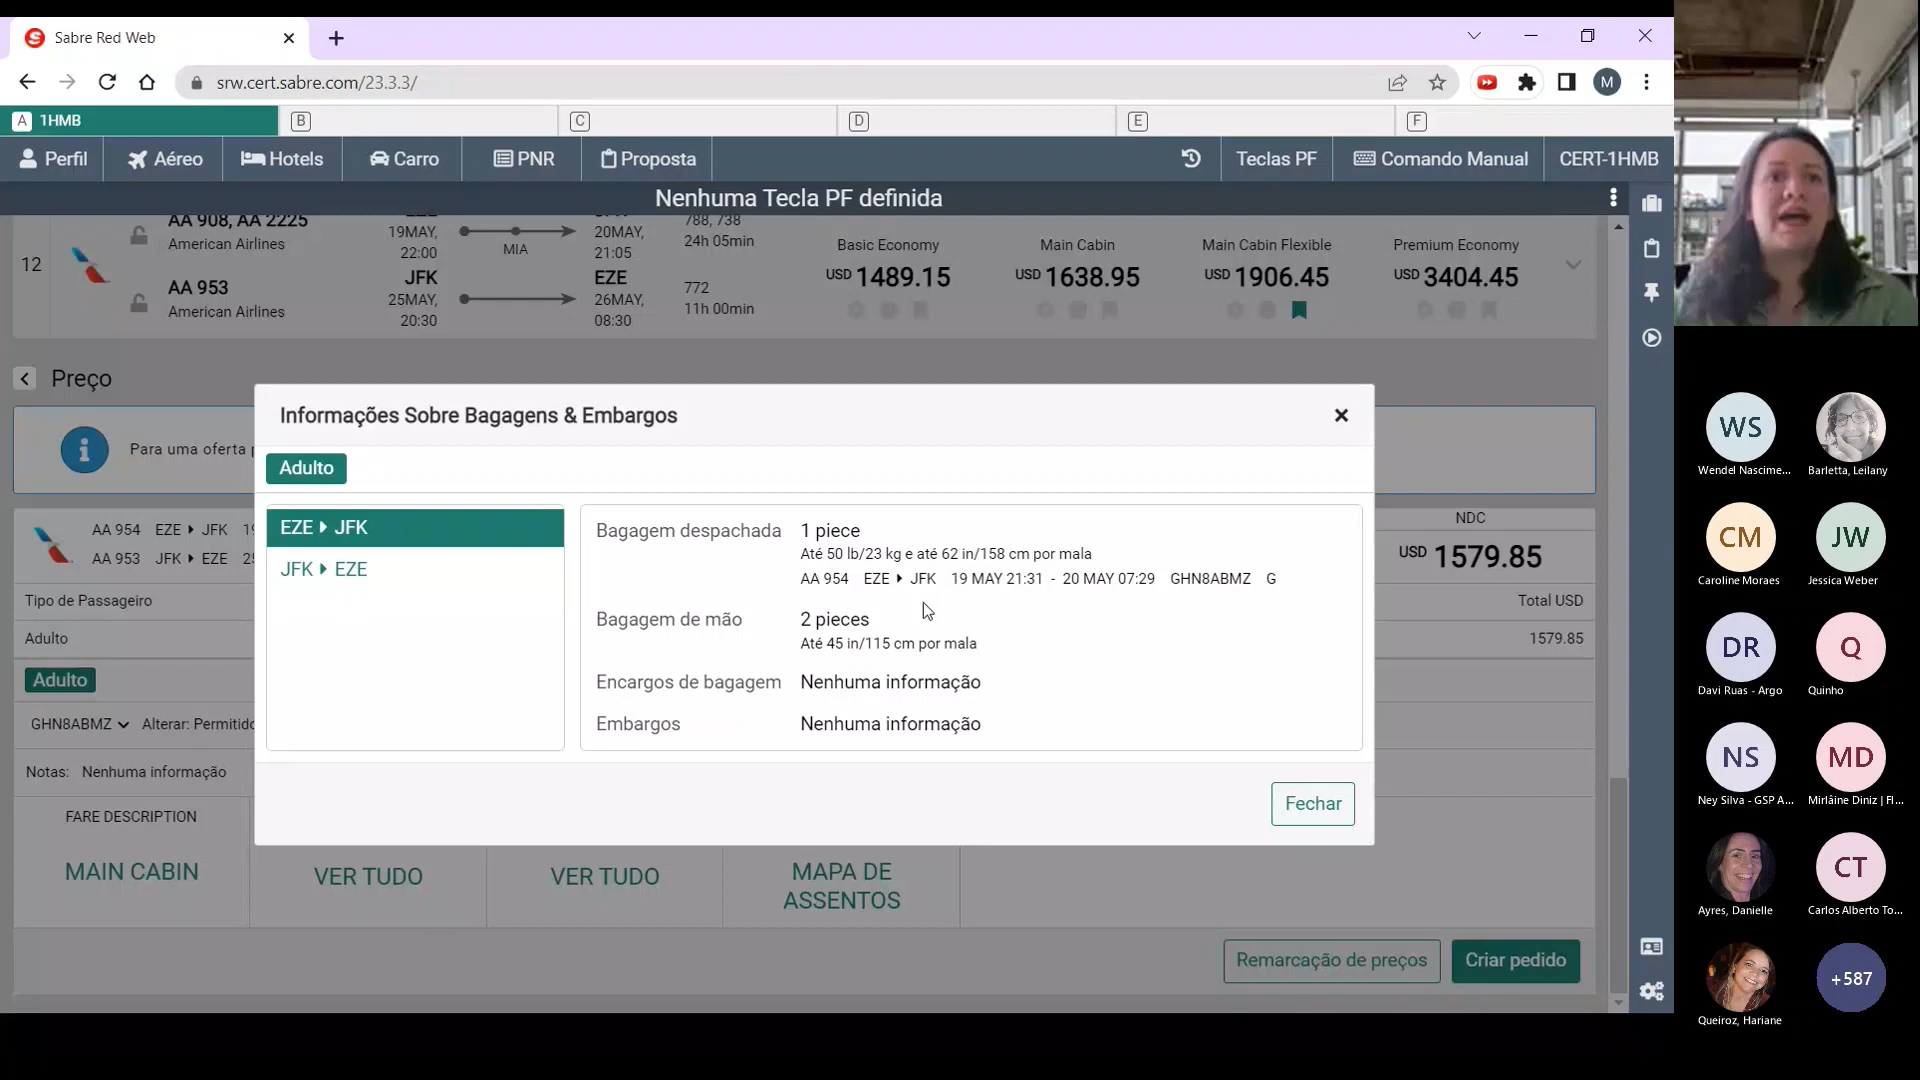 Sabre Red Web
srw.cert.sabre.com/23.3.3/
M
A 1HMB
B
C
D
E
F
Perfil
Aéreo
Hotels
Carro
PNR
Proposta
Teclas PF
Comando Manual
CERT-1HMB
Nenhuma Tecla PF definida
12
AA 908, AA 2225
American Airlines
19MAY,
22:00
MIA
20MAY,
21:05
788, 738
24h 05min
AA 953
American Airlines
JFK
25MAY,
20:30
EZE
26MAY,
08:30
772
11h 00min
Basic Economy
USD 1489.15
Main Cabin
USD 1638.95
Main Cabin Flexible
USD 1906.45
Premium Economy
USD 3404.45
Preço
Para uma oferta
AA 954 EZE JFK
AA 953 JFK EZE
NDC
USD 1579.85
Tipo de Passageiro
Total USD
Adulto
1579.85
Adulto
GHN8ABMZ Alterar: Permitido
Notas: Nenhuma informação
FARE DESCRIPTION
MAIN CABIN
VER TUDO
VER TUDO
MAPA DE
ASSENTOS
Remarcação de preços
Criar pedido
Informações Sobre Bagagens & Embargos
Adulto
EZE JFK
JFK EZE
Bagagem despachada 1 piece
Até 50 lb/23 kg e até 62 in/158 cm por mala
AA 954 EZE JFK 19 MAY 21:31 - 20 MAY 07:29 GHN8ABMZ G
Bagagem de mão 2 pieces
Até 45 in/115 cm por mala
Encargos de bagagem Nenhuma informação
Embargos Nenhuma informação
Fechar
WS
Wendel Nascime...
Barletta, Leilany
CM
Caroline Moraes
JW
Jessica Weber
DR
Davi Ruas - Argo
Q
Quinho
NS
Ney Silva - GSP A...
MD
Mirláine Diniz | Fl...
Ayres, Danielle
CT
Carlos Alberto To...
Queiroz, Hariane
+587